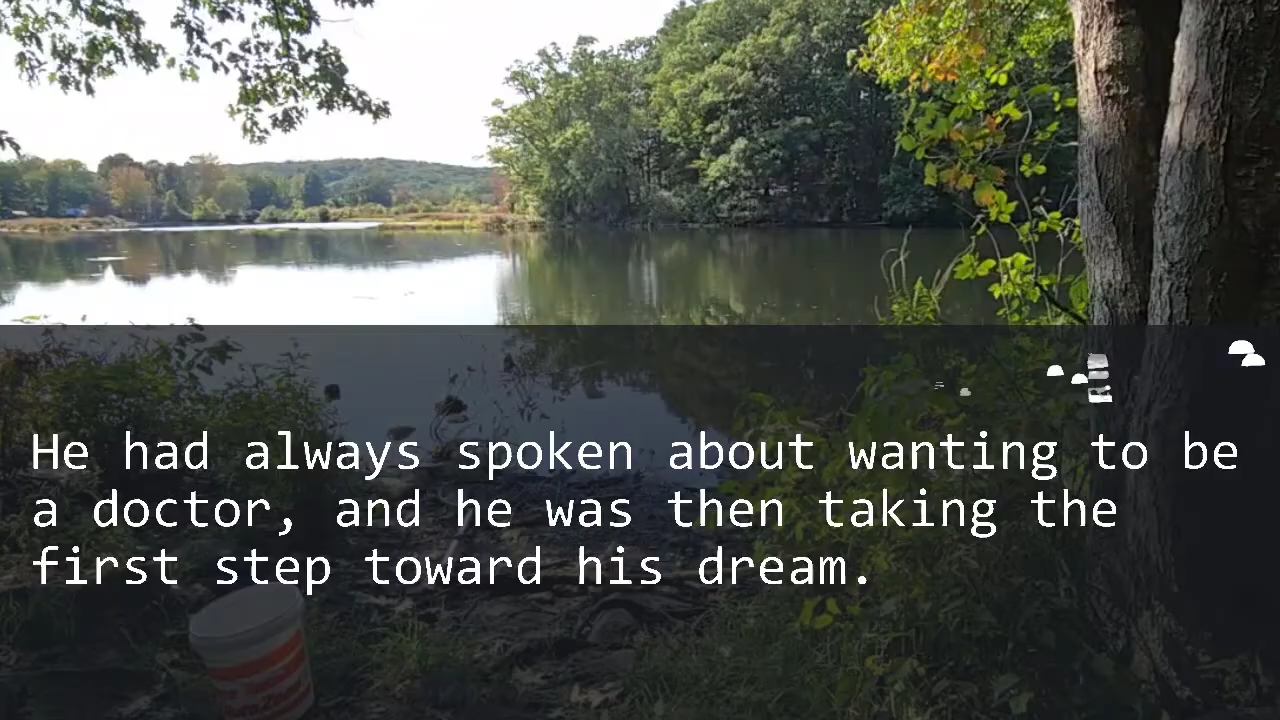 He had always spoken about wanting to be
a doctor, and he was then taking the
first step toward his dream.